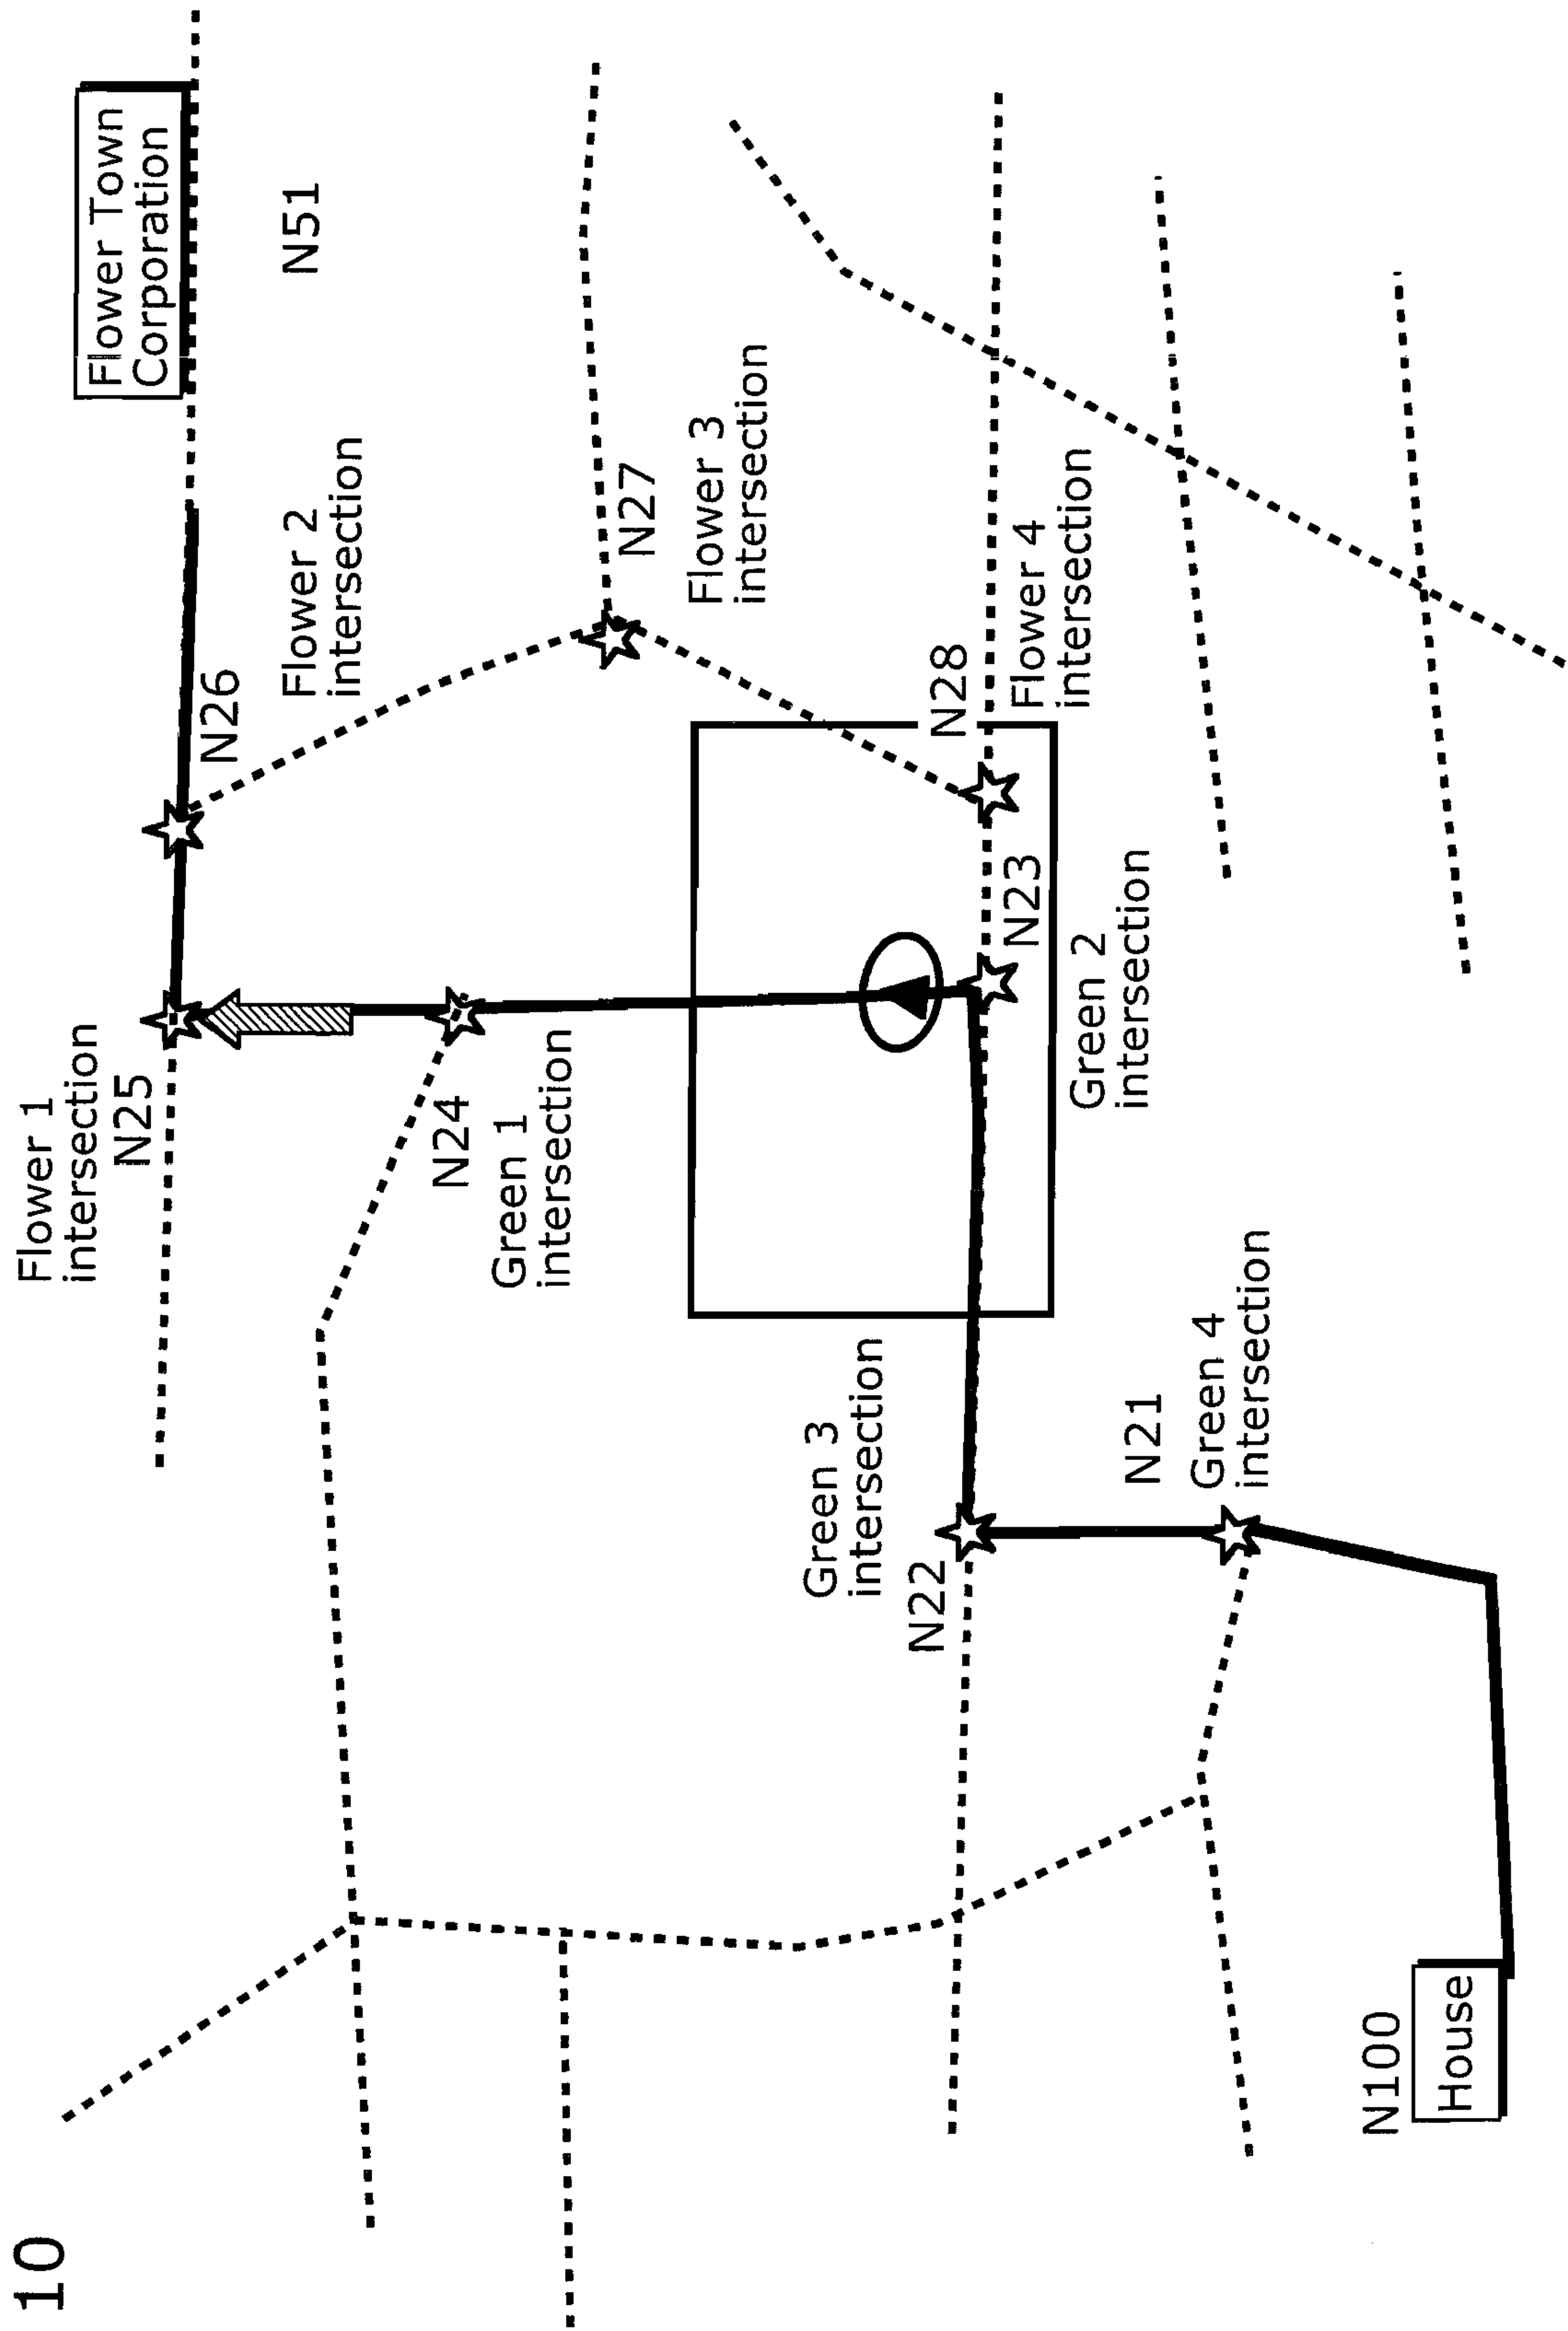 10
Flower 1
intersection
N25
Flower Town
Corporation
N26
N51
Flower 2
intersection
N24
Green 1
intersection
N27
Flower 3
intersection
Green 3
intersection
N22
N28
N23
Flower 4
intersection
Green 2
intersection
N21
Green 4
intersection
N100
House